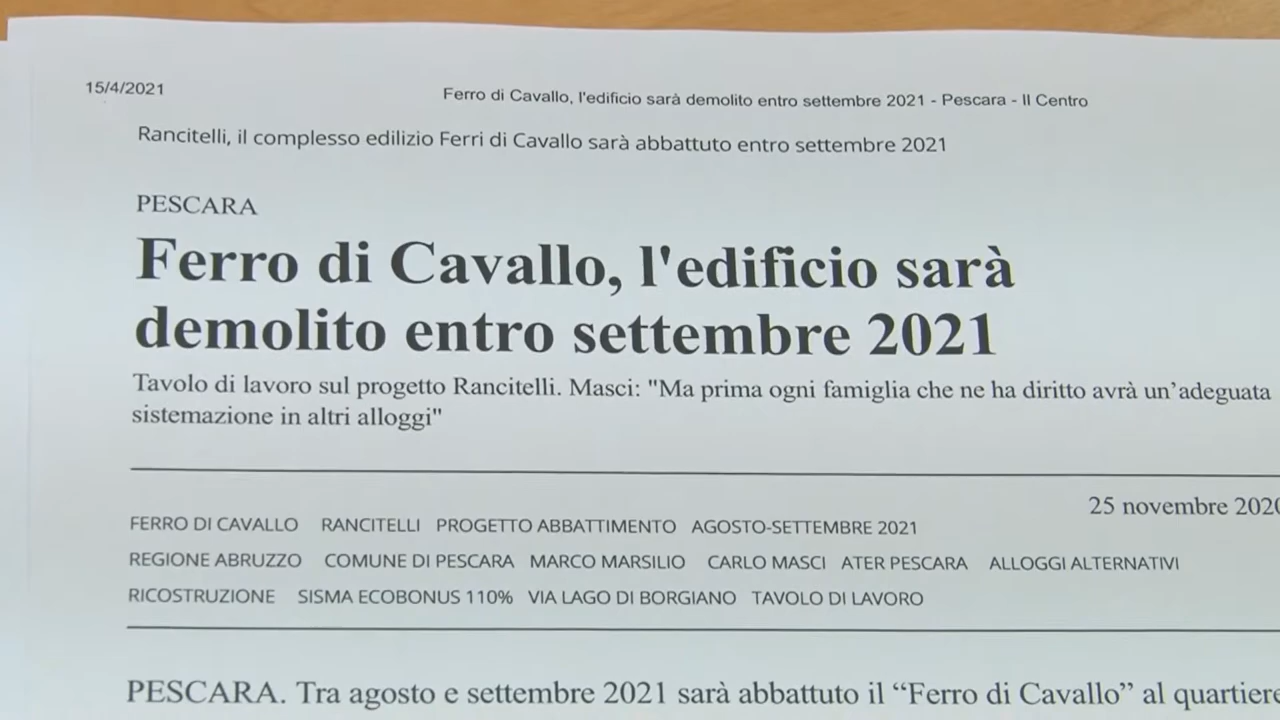 15/4/2021
Ferro di Cavallo, l'edificio sarà demolito entro settembre 2021 - Pescara - Il Centro
Rancitelli, il complesso edilizio Ferri di Cavallo sarà abbattuto entro settembre 2021
PESCARA
Ferro di Cavallo, l'edificio sarà
demolito entro settembre 2021
Tavolo di lavoro sul progetto Rancitelli. Masci: "Ma prima ogni famiglia che ne ha diritto avrà un’adeguata
sistemazione in altri alloggi"
25 novembre 2020
FERRO DI CAVALLO RANCITELLI PROGETTO ABBATTIMENTO AGOSTO-SETTEMBRE 2021
REGIONE ABRUZZO COMUNE DI PESCARA MARCO MARSILIO CARLO MASCI ATER PESCARA ALLOGGI ALTERNATIVI
RICOSTRUZIONE SISMA ECOBONUS 110% VIA LAGO DI BORGIANO TAVOLO DI LAVORO
PESCARA. Tra agosto e settembre 2021 sarà abbattuto il “Ferro di Cavallo” al quartiere